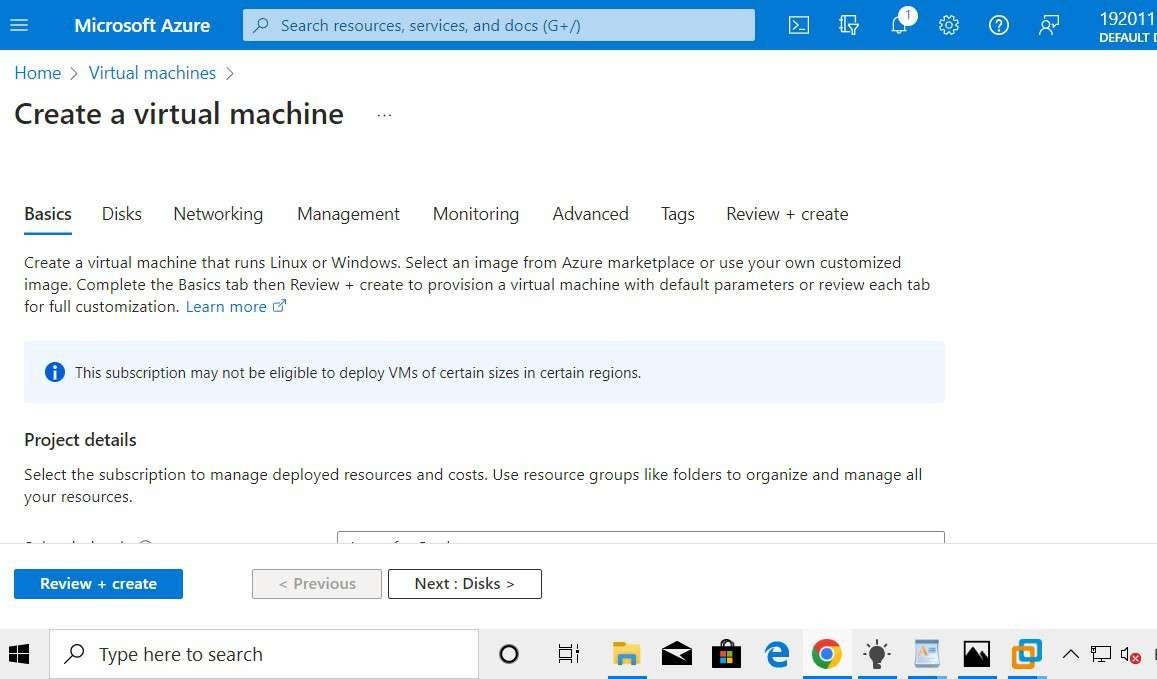 Microsoft Azure
Search resources, services, and docs (G+/)
1
192011
DEFAULT
Home > Virtual machines >
Create a virtual machine ...
Basics Disks Networking Management Monitoring Advanced Tags Review + create
Create a virtual machine that runs Linux or Windows. Select an image from Azure marketplace or use your own customized
image. Complete the Basics tab then Review + create to provision a virtual machine with default parameters or review each tab
for full customization. Learn more
This subscription may not be eligible to deploy VMs of certain sizes in certain regions.
Project details
Select the subscription to manage deployed resources and costs. Use resource groups like folders to organize and manage all
your resources.
Review + create < Previous Next : Disks >
Type here to search